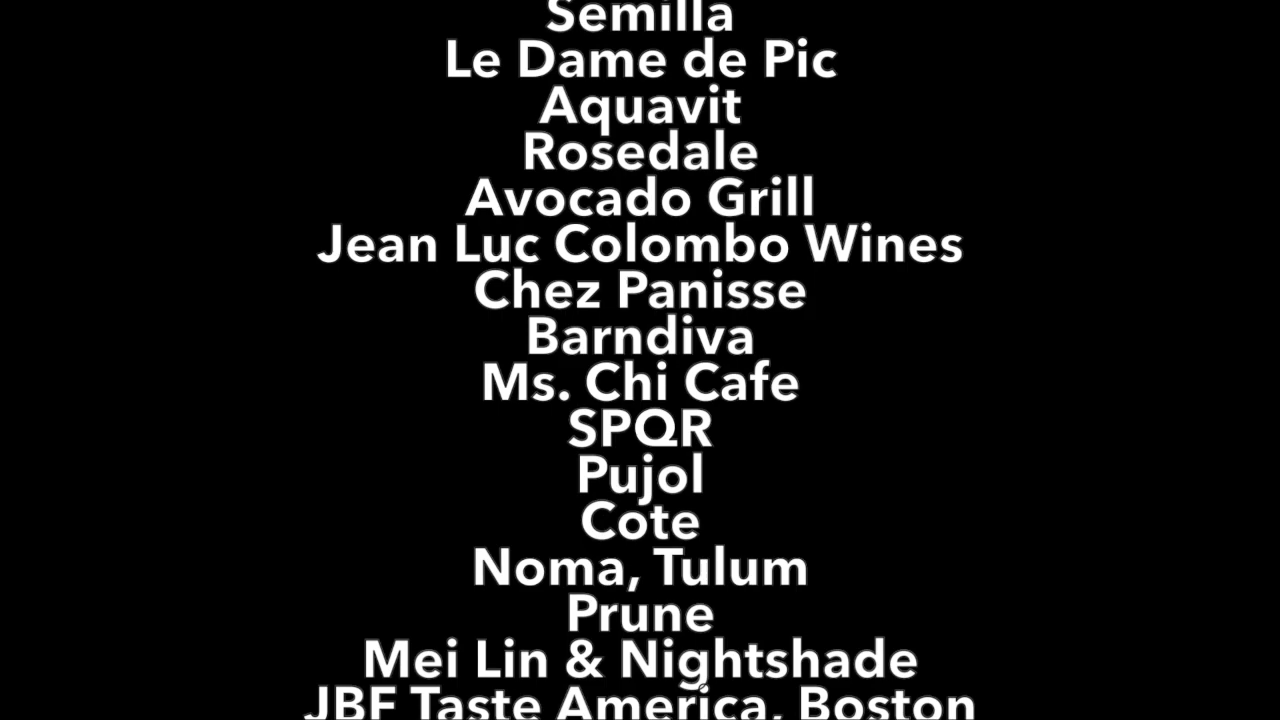 Semilla
Le Dame de Pic
Aquavit
Rosedale
Avocado Grill
Jean Luc Colombo Wines
Chez Panisse
Barndiva
Ms. Chi Cafe
SPQR
Pujol
Cote
Noma, Tulum
Prune
Mei Lin & Nightshade
JBF Taste America, Boston